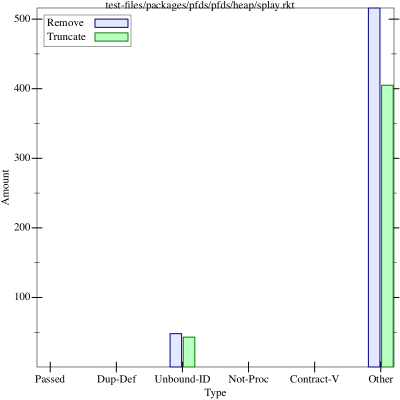 test-files/packages/pfds/pfds/heap/splay.rkt
Remove
Truncate
500
400
300
200
100
Amount
Passed Dup-Def Unbound-ID Not-Proc Contract-V Other
Type